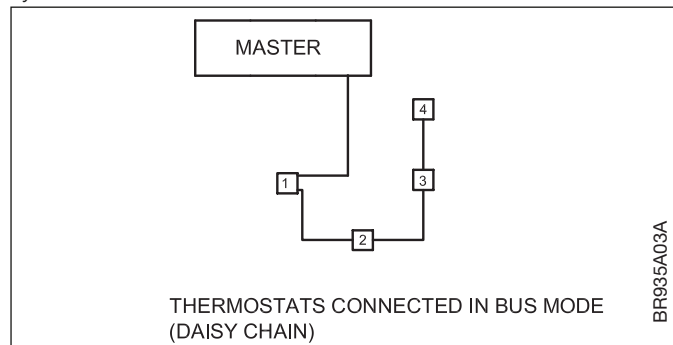 MASTER
4
1
3
2
THERMOSTATS CONNECTED IN BUS MODE
(DAISY CHAIN)
BR935A03A